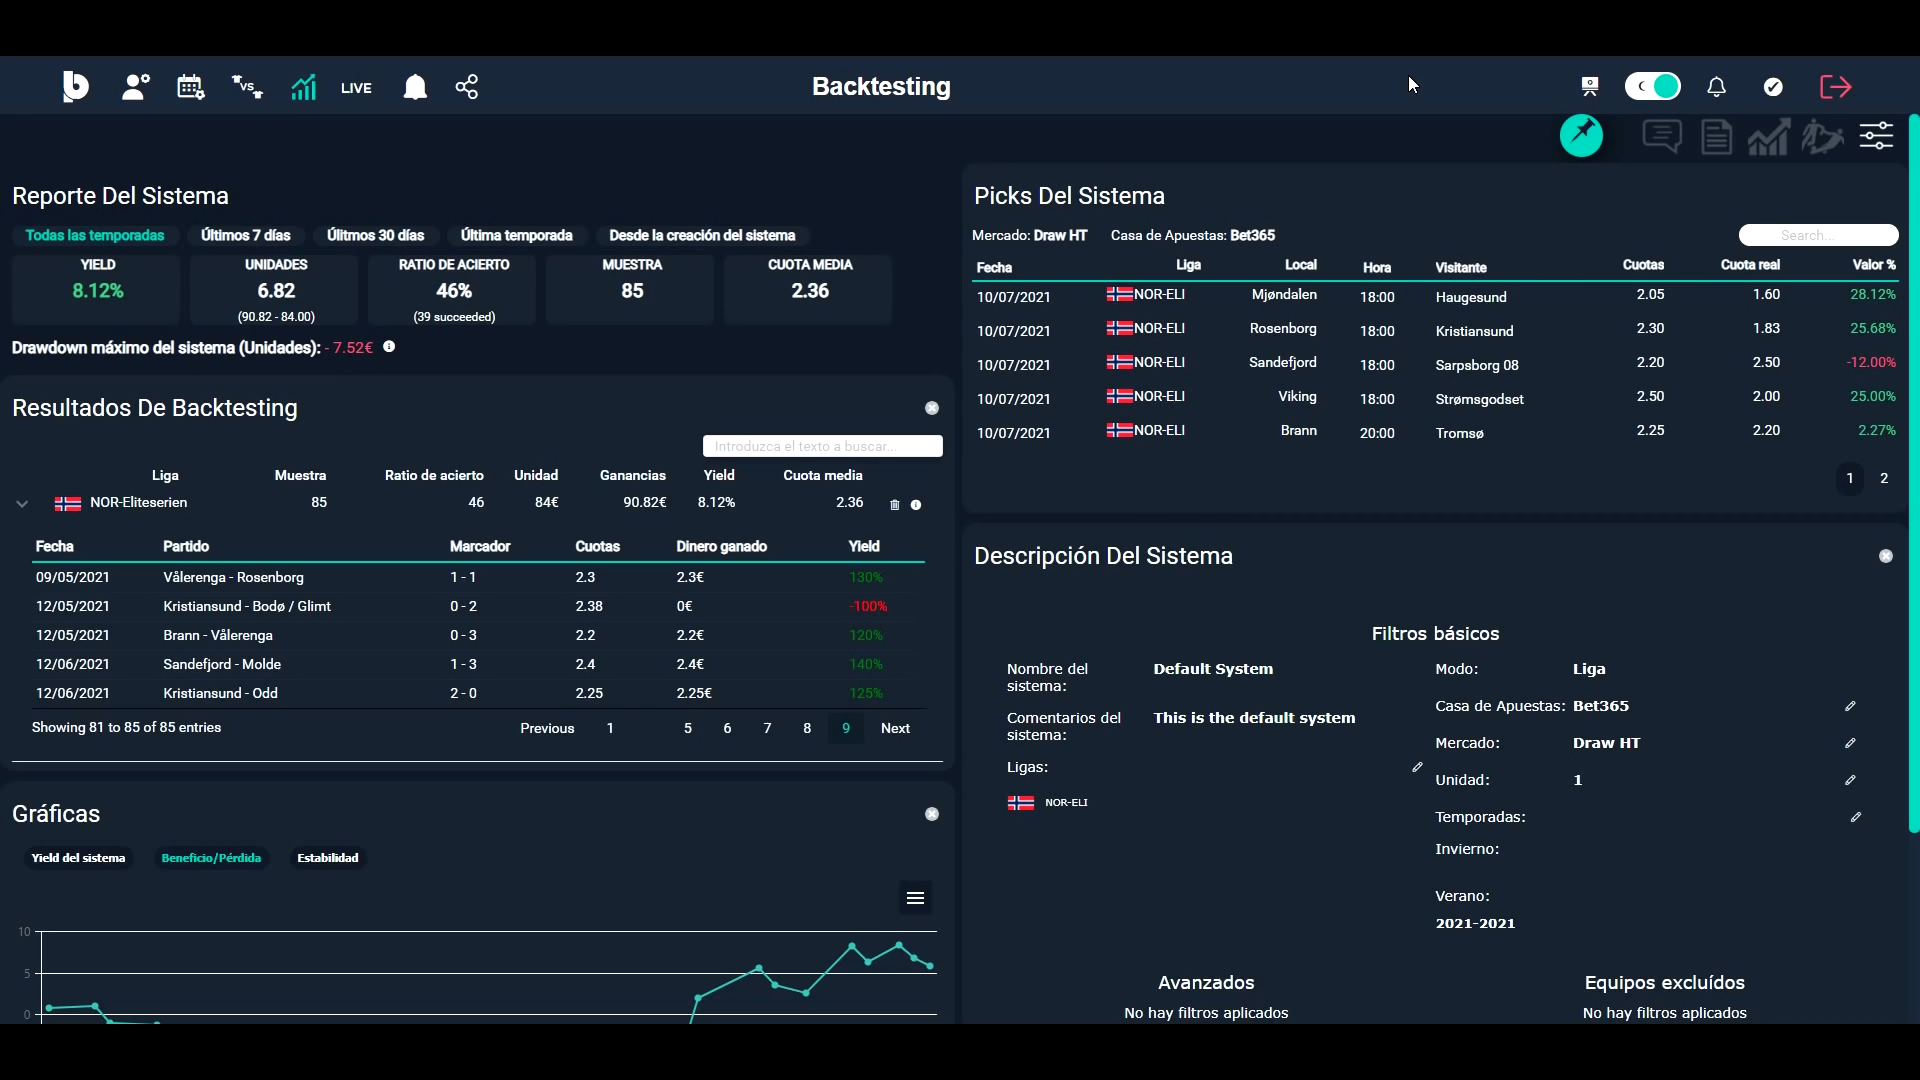 LIVE
Backtesting
Reporte Del Sistema
Todas las temporadas Últimos 7 días Úlitmos 30 días Última temporada Desde la creación del sistema
YIELD UNIDADES RATIO DE ACIERTO MUESTRA CUOTA MEDIA
8.12% 6.82 46% 85 2.36
(90.82 - 84.00) (39 succeeded)
Drawdown máximo del sistema (Unidades): - 7.52€
Resultados De Backtesting
Introduzca el texto a buscar...
Liga Muestra Ratio de acierto Unidad Ganancias Yield Cuota media
NOR-Eliteserien 85 46 84€ 90.82€ 8.12% 2.36
Fecha Partido Marcador Cuotas Dinero ganado Yield
09/05/2021 Vålerenga - Rosenborg 1 - 1 2.3 2.3€ 130%
12/05/2021 Kristiansund - Bodø / Glimt 0 - 2 2.38 0€ -100%
12/05/2021 Brann - Vålerenga 0 - 3 2.2 2.2€ 120%
12/06/2021 Sandefjord - Molde 1 - 3 2.4 2.4€ 140%
12/06/2021 Kristiansund - Odd 2 - 0 2.25 2.25€ 125%
Showing 81 to 85 of 85 entries Previous 1 5 6 7 8 9 Next
Gráficas
Yield del sistema Beneficio/Pérdida Estabilidad
10
5
0
Picks Del Sistema
Mercado: Draw HT Casa de Apuestas: Bet365 Search...
Fecha Liga Local Hora Visitante Cuotas Cuota real Valor %
10/07/2021 NOR-ELI Mjøndalen 18:00 Haugesund 2.05 1.60 28.12%
10/07/2021 NOR-ELI Rosenborg 18:00 Kristiansund 2.30 1.83 25.68%
10/07/2021 NOR-ELI Sandefjord 18:00 Sarpsborg 08 2.20 2.50 -12.00%
10/07/2021 NOR-ELI Viking 18:00 Strømsgodset 2.50 2.00 25.00%
10/07/2021 NOR-ELI Brann 20:00 Tromsø 2.25 2.20 2.27%
1 2
Descripción Del Sistema
Filtros básicos
Nombre del sistema: Default System
Comentarios del sistema: This is the default system
Ligas:
NOR-ELI
Modo: Liga
Casa de Apuestas: Bet365
Mercado: Draw HT
Unidad: 1
Temporadas:
Invierno:
Verano:
2021-2021
Avanzados Equipos excluídos
No hay filtros aplicados No hay filtros aplicados